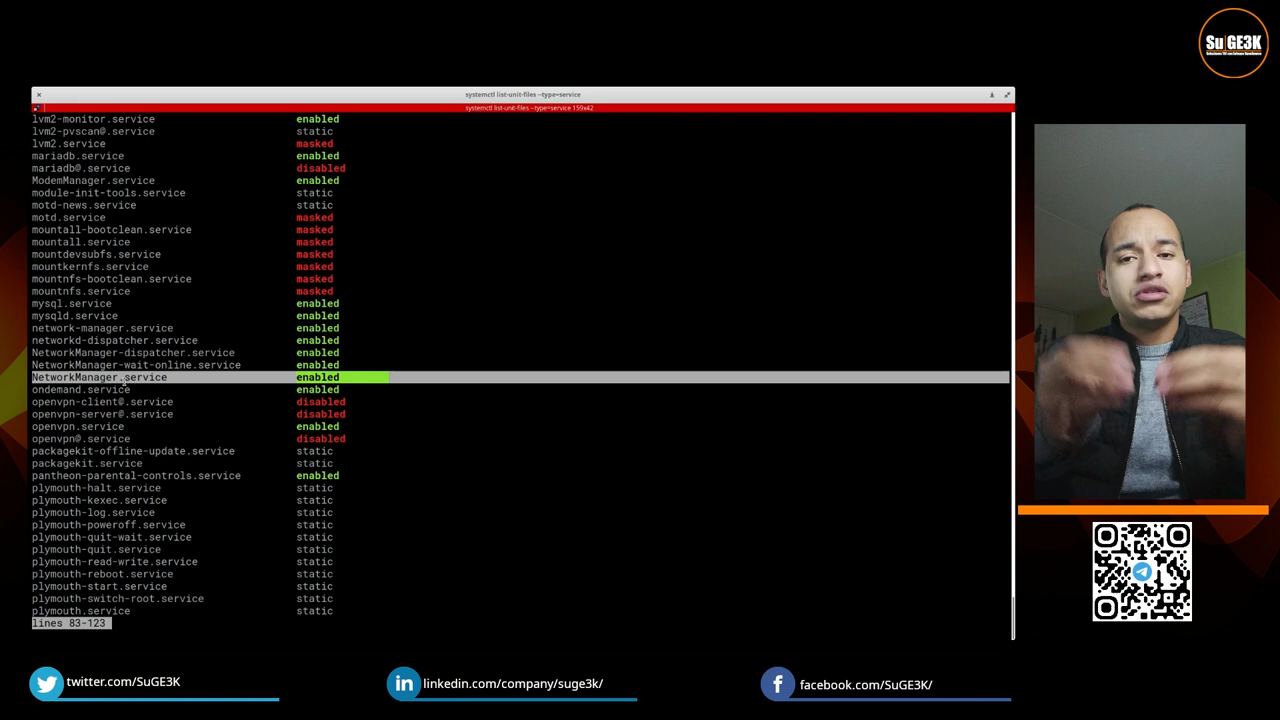 Su GE3K
systemctl list-unit-files --type=service
systemctl list-unit-files --type=service 159x42
lvm2-monitor.service enabled
lvm2-pvscan@.service static
lvm2.service masked
mariadb.service enabled
mariadb@.service disabled
ModemManager.service enabled
module-init-tools.service static
motd-news.service static
motd.service masked
mountall-bootclean.service masked
mountall.service masked
mountdevsubfs.service masked
mountkernfs.service masked
mountnfs-bootclean.service masked
mountnfs.service masked
mysql.service enabled
mysqld.service enabled
network-manager.service enabled
networkd-dispatcher.service enabled
NetworkManager-dispatcher.service enabled
NetworkManager-wait-online.service enabled
NetworkManager.service enabled
ondemand.service enabled
openvpn-client@.service disabled
openvpn-server@.service disabled
openvpn.service enabled
openvpn@.service disabled
packagekit-offline-update.service static
packagekit.service static
pantheon-parental-controls.service enabled
plymouth-halt.service static
plymouth-kexec.service static
plymouth-log.service static
plymouth-poweroff.service static
plymouth-quit-wait.service static
plymouth-quit.service static
plymouth-read-write.service static
plymouth-reboot.service static
plymouth-start.service static
plymouth-switch-root.service static
plymouth.service static
lines 83-123
twitter.com/SuGE3K
linkedin.com/company/suge3k/
facebook.com/SuGE3K/